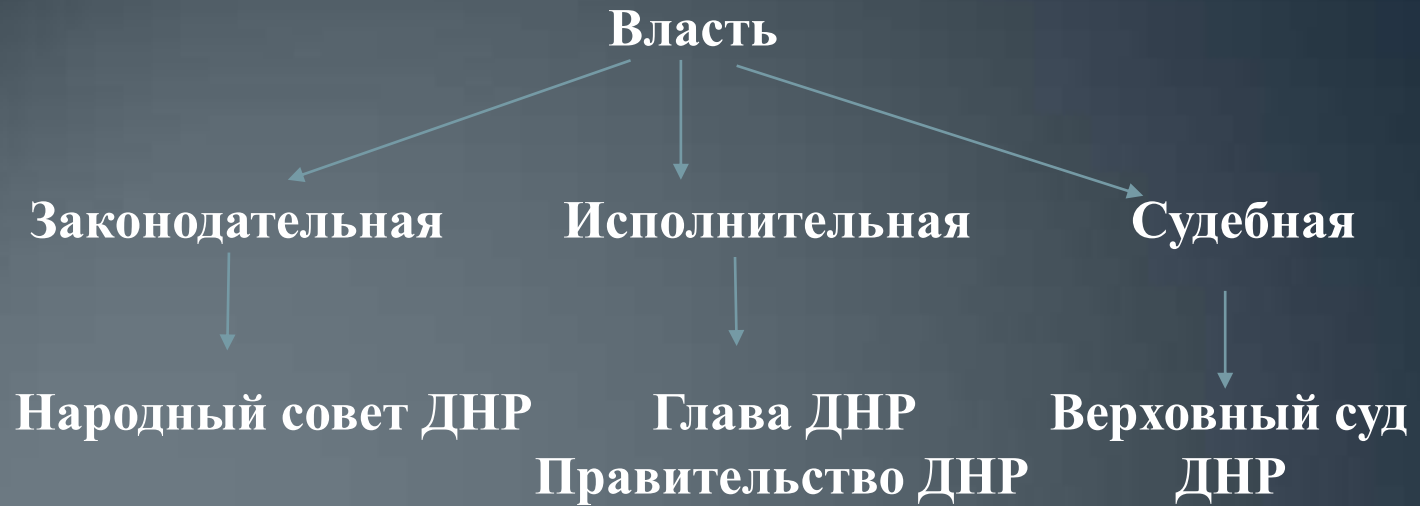 Власть
Законодательная
Исполнительная
Судебная
Народный совет ДНР
Глава ДНР
Правительство ДНР
Верховный суд
ДНР